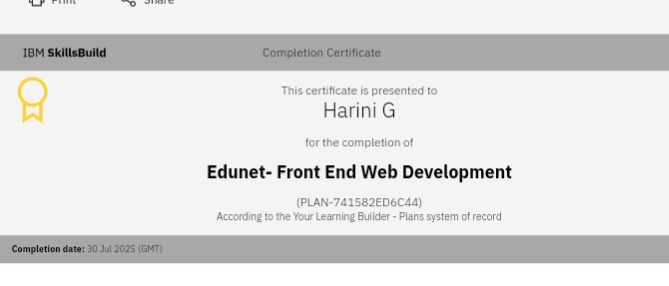 Print Share
IBM SkillsBuild Completion Certificate
This certificate is presented to
Harini G
for the completion of
Edunet- Front End Web Development
(PLAN-741582ED6C44)
According to the Your Learning Builder - Plans system of record
Completion date: 30 Jul 2025 (GMT)